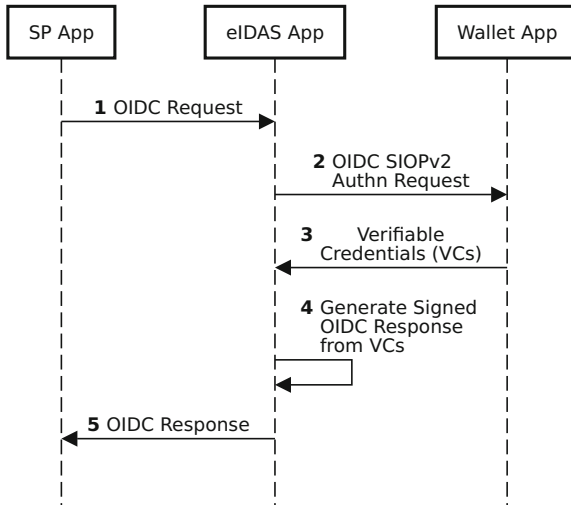 SP App
eIDAS App
Wallet App
1 OIDC Request
2 OIDC SIOPv2
Authn Request
3 Verifiable
Credentials (VCs)
4 Generate Signed
OIDC Response
from VCs
5 OIDC Response